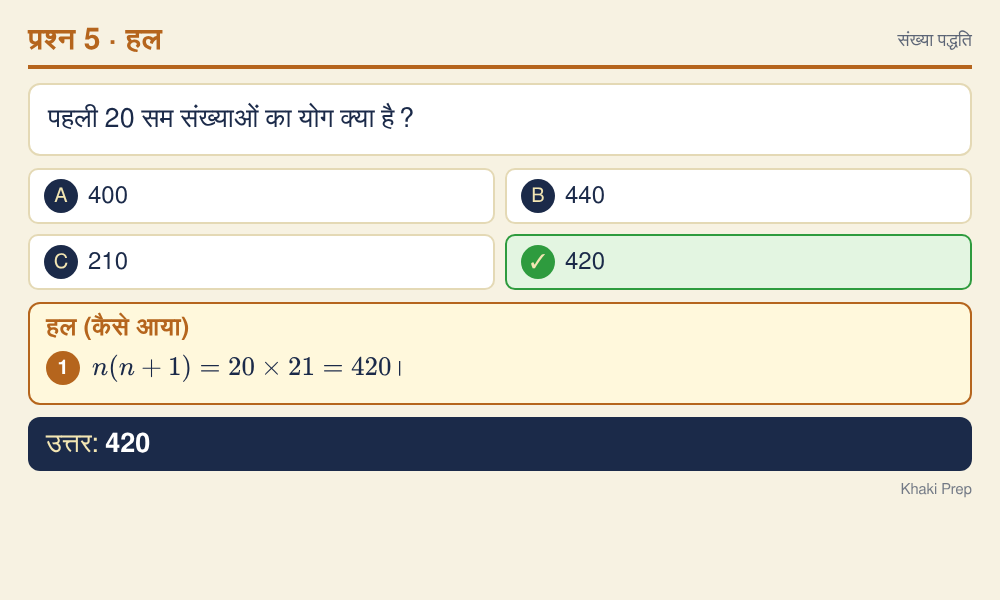 प्रश्न 5 · हल
संख्या पद्धति
पहली 20 सम संख्याओं का योग क्या है ?
A 400
B 440
C 210
✓ 420
हल (कैसे आया)
1 n(n + 1) = 20 × 21 = 420।
उत्तर: 420
Khaki Prep